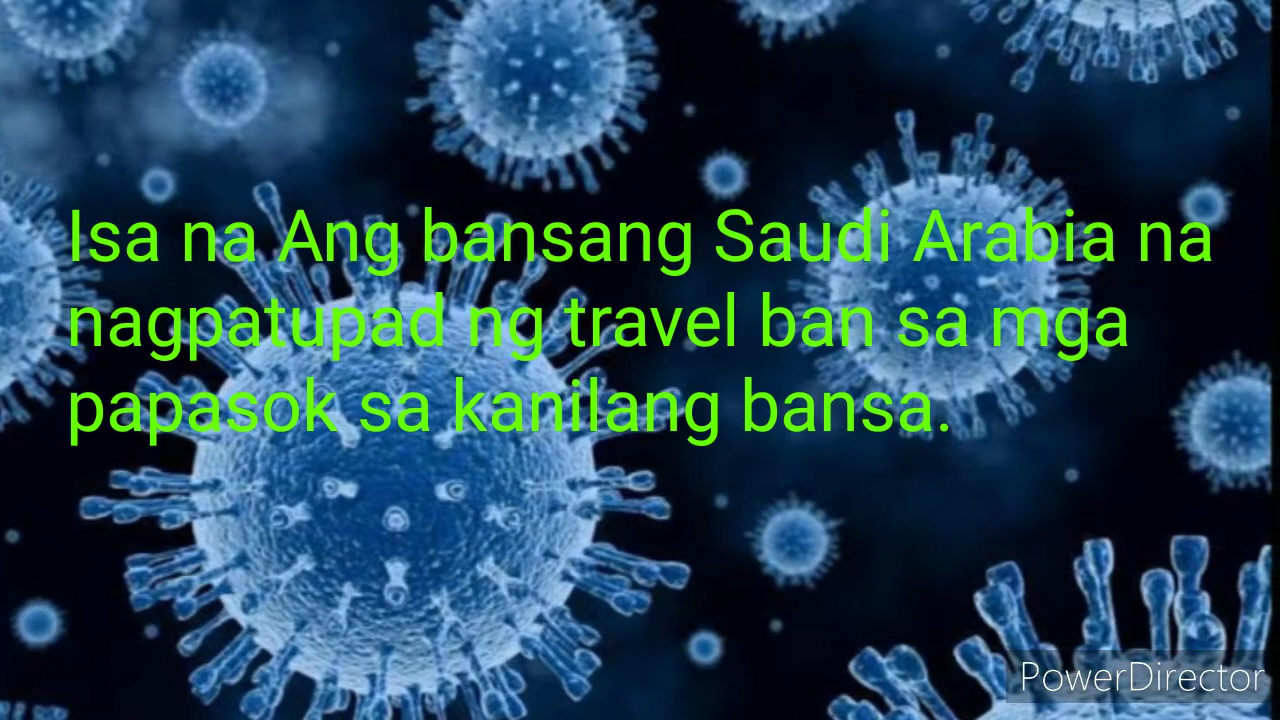 Isa na Ang bansang Saudi Arabia na
nagpatupad ng travel ban sa mga
papasok sa kanilang bansa.
PowerDirector